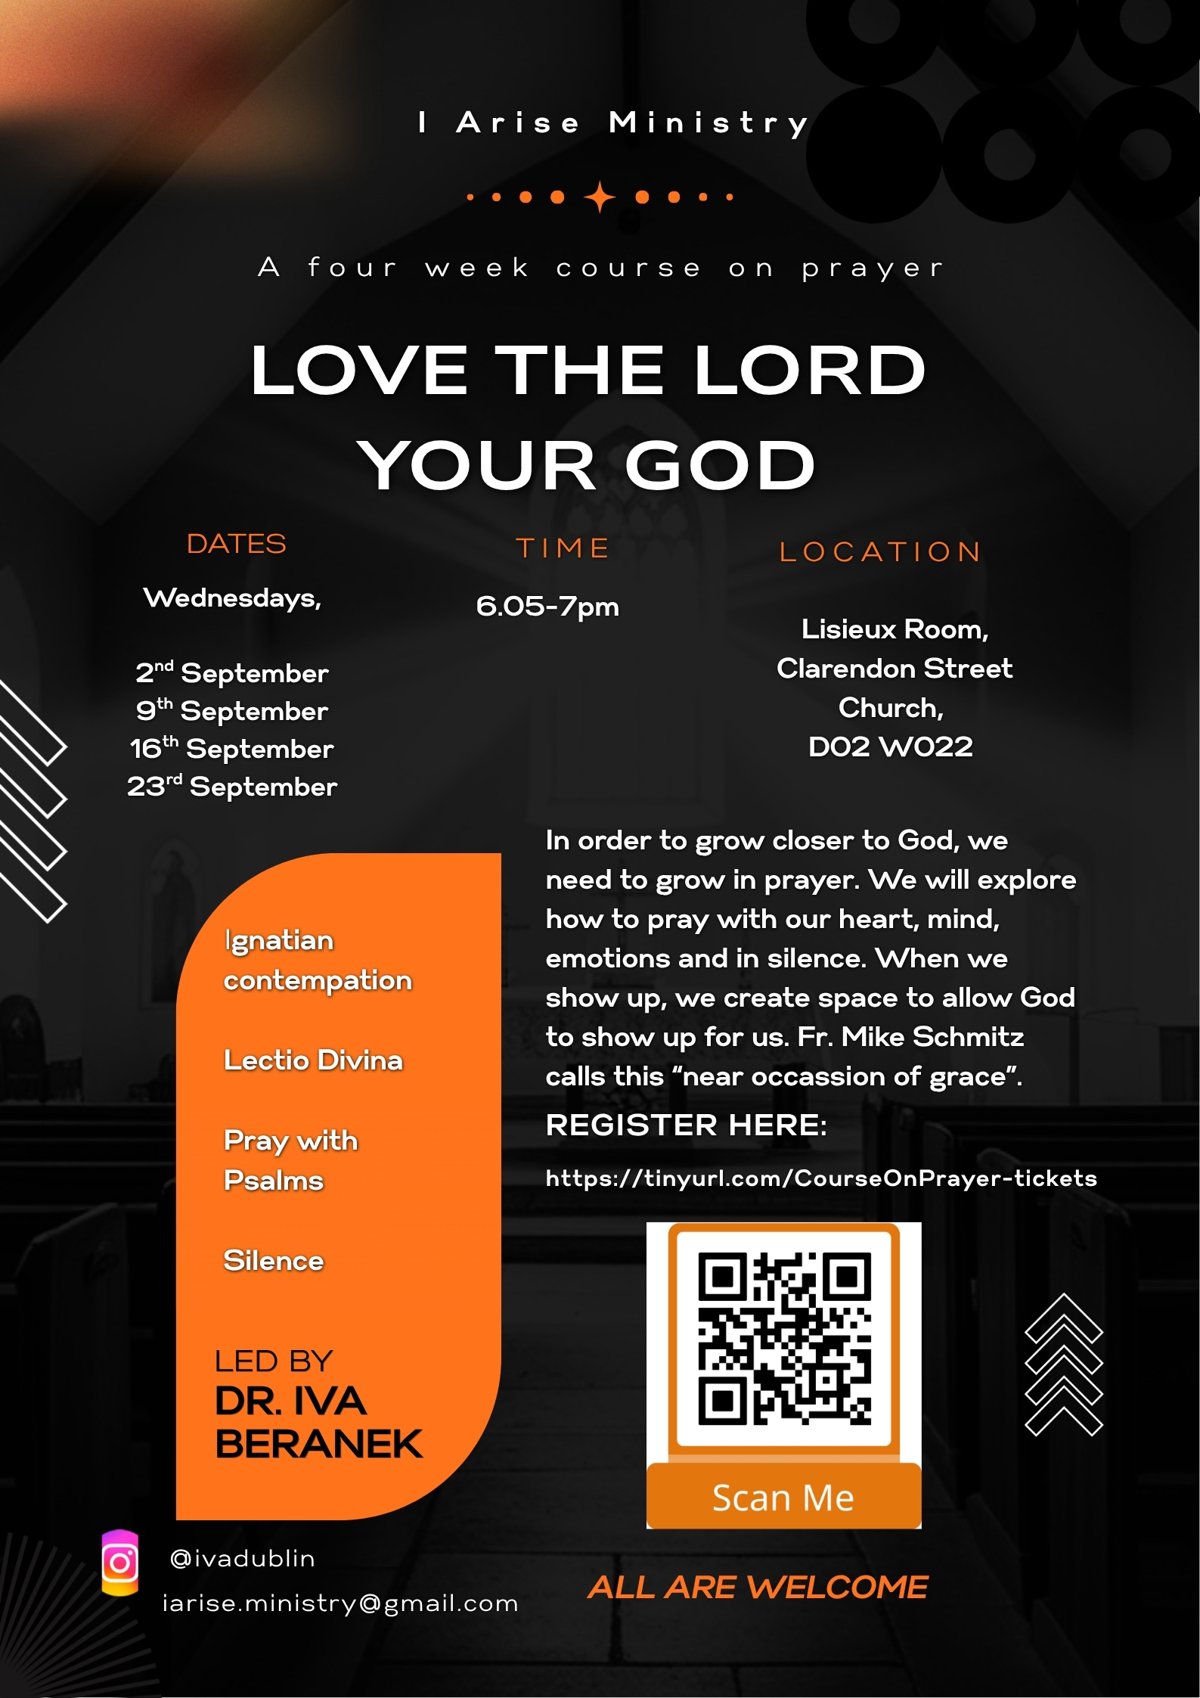 I Arise Ministry
A four week course on prayer
LOVE THE LORD
YOUR GOD
DATES
Wednesdays,
2nd September
9th September
16th September
23rd September
TIME
6.05-7pm
LOCATION
Lisieux Room,
Clarendon Street
Church,
D02 W022
In order to grow closer to God, we
need to grow in prayer. We will explore
how to pray with our heart, mind,
emotions and in silence. When we
show up, we create space to allow God
to show up for us. Fr. Mike Schmitz
calls this “near occassion of grace”.
REGISTER HERE:
https://tinyurl.com/CourseOnPrayer-tickets
Ignatian
contempation
Lectio Divina
Pray with
Psalms
Silence
LED BY
DR. IVA
BERANEK
Scan Me
@ivadublin
iarise.ministry@gmail.com
ALL ARE WELCOME